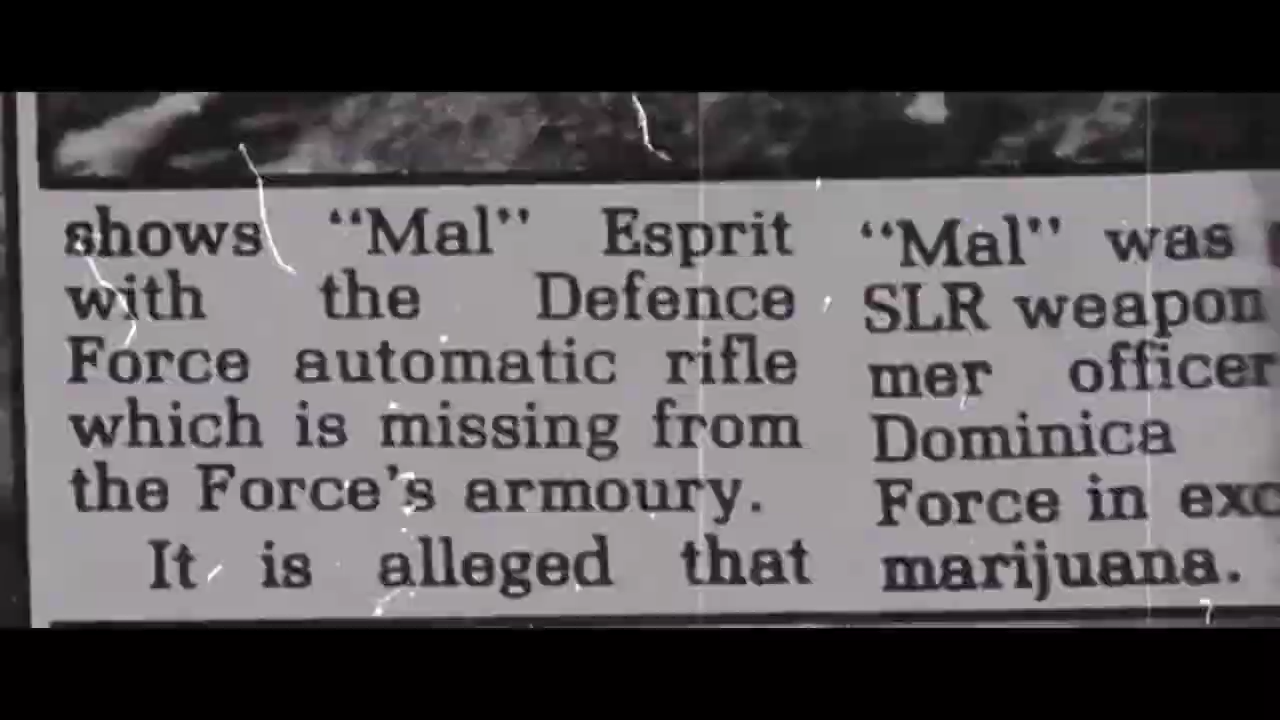 shows “Mal” Esprit
with the Defence
Force automatic rifle
which is missing from
the Force’s armoury.
It is alleged that
“Mal” was
SLR weapon
mer officer
Dominica
Force in
marijuana.